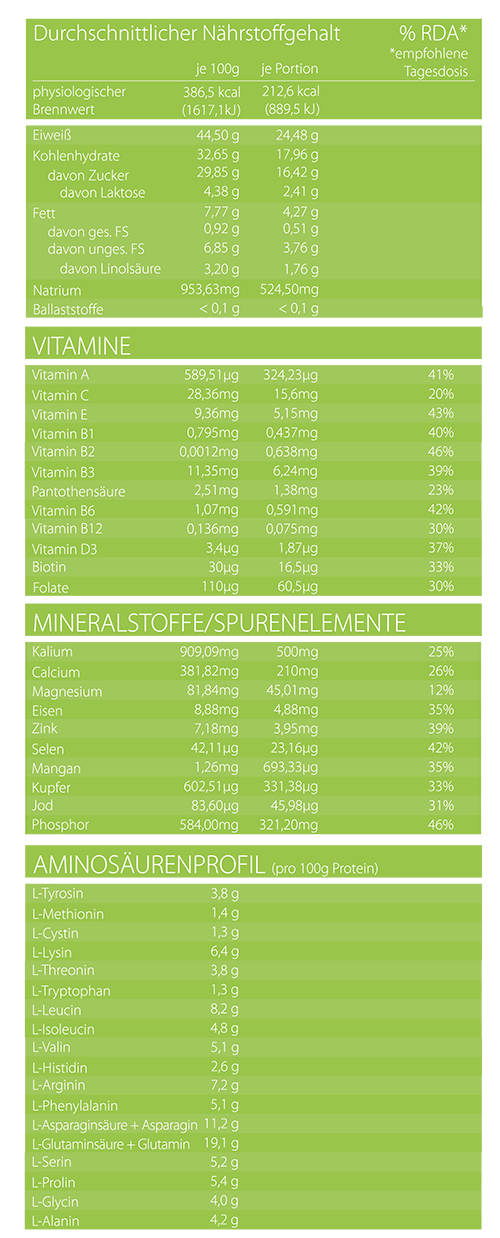 Durchschnittlicher Nährstoffgehalt % RDA*
*empfohlene
je 100g je Portion Tagesdosis
physiologischer 386,5 kcal 212,6 kcal
Brennwert (1617,1kJ) (889,5 kJ)
Eiweiß 44,50 g 24,48 g
Kohlenhydrate 32,65 g 17,96 g
davon Zucker 29,85 g 16,42 g
davon Laktose 4,38 g 2,41 g
Fett 7,77 g 4,27 g
davon ges. FS 0,92 g 0,51 g
davon unges. FS 6,85 g 3,76 g
davon Linolsäure 3,20 g 1,76 g
Natrium 953,63mg 524,50mg
Ballaststoffe < 0,1 g < 0,1 g
VITAMINE
Vitamin A 589,51µg 324,23µg 41%
Vitamin C 28,36mg 15,6mg 20%
Vitamin E 9,36mg 5,15mg 43%
Vitamin B1 0,795mg 0,437mg 40%
Vitamin B2 0,0012mg 0,638mg 46%
Vitamin B3 11,35mg 6,24mg 39%
Pantothensäure 2,51mg 1,38mg 23%
Vitamin B6 1,07mg 0,591mg 42%
Vitamin B12 0,136mg 0,075mg 30%
Vitamin D3 3,4µg 1,87µg 37%
Biotin 30µg 16,5µg 33%
Folate 110µg 60,5µg 30%
MINERALSTOFFE/SPURENELEMENTE
Kalium 909,09mg 500mg 25%
Calcium 381,82mg 210mg 26%
Magnesium 81,84mg 45,01mg 12%
Eisen 8,88mg 4,88mg 35%
Zink 7,18mg 3,95mg 39%
Selen 42,11µg 23,16µg 42%
Mangan 1,26mg 693,33µg 35%
Kupfer 602,51µg 331,38µg 33%
Jod 83,60µg 45,98µg 31%
Phosphor 584,00mg 321,20mg 46%
AMINOSÄURENPROFIL (pro 100g Protein)
L-Tyrosin 3,8 g
L-Methionin 1,4 g
L-Cystin 1,3 g
L-Lysin 6,4 g
L-Threonin 3,8 g
L-Tryptophan 1,3 g
L-Leucin 8,2 g
L-Isoleucin 4,8 g
L-Valin 5,1 g
L-Histidin 2,6 g
L-Arginin 7,2 g
L-Phenylalanin 5,1 g
L-Asparaginsäure + Asparagin 11,2 g
L-Glutaminsäure + Glutamin 19,1 g
L-Serin 5,2 g
L-Prolin 5,4 g
L-Glycin 4,0 g
L-Alanin 4,2 g